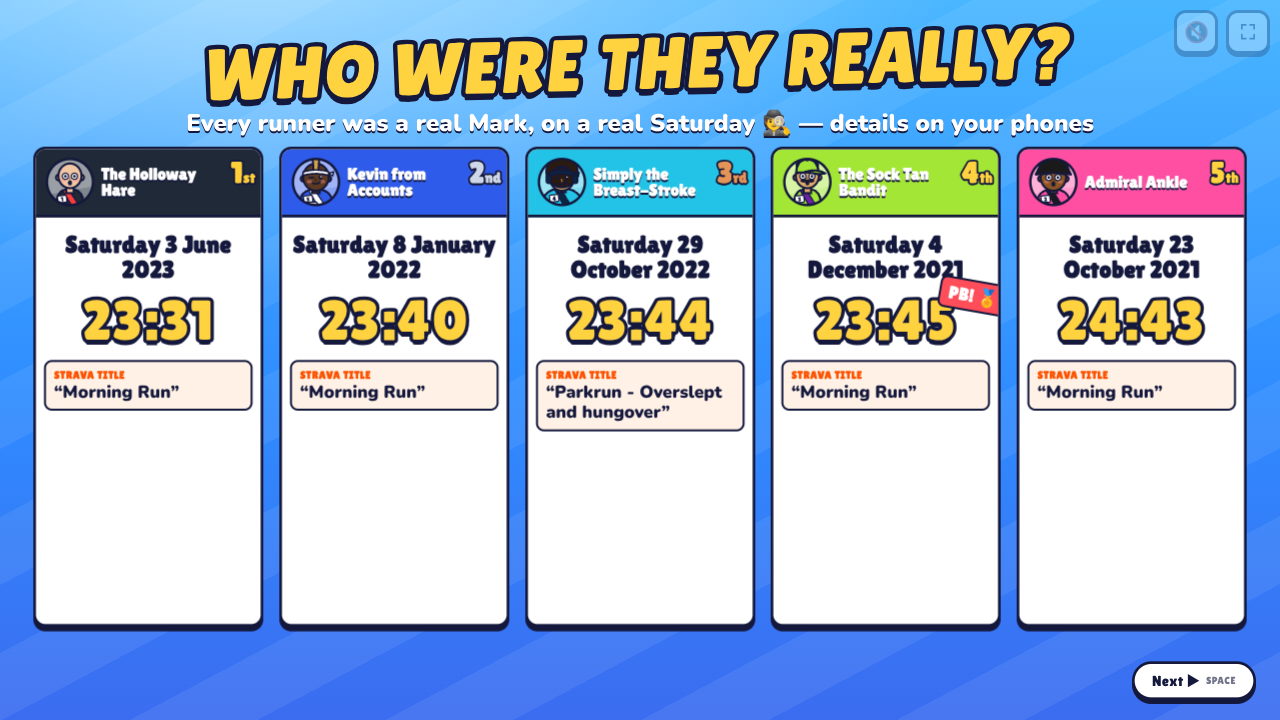 WHO WERE THEY REALLY?
Every runner was a real Mark, on a real Saturday 🕵️ — details on your phones
The Holloway
Hare
1st
Saturday 3 June
2023
23:31
STRAVA TITLE
“Morning Run”
Kevin from
Accounts
2nd
Saturday 8 January
2022
23:40
STRAVA TITLE
“Morning Run”
Simply the
Breast-Stroke
3rd
Saturday 29
October 2022
23:44
STRAVA TITLE
“Parkrun - Overslept
and hungover”
The Sock Tan
Bandit
4th
Saturday 4
December 2021
PB! 🏅
23:45
STRAVA TITLE
“Morning Run”
Admiral Ankle
5th
Saturday 23
October 2021
24:43
STRAVA TITLE
“Morning Run”
Next ▶ SPACE